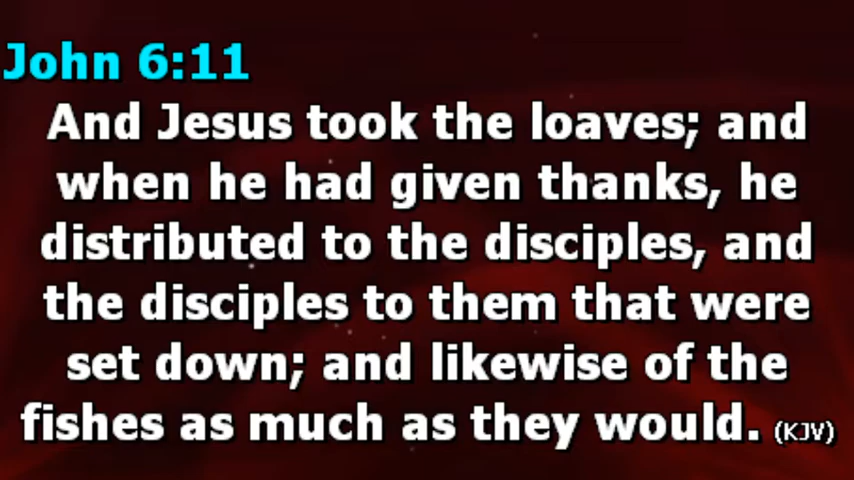 John 6:11
And Jesus took the loaves; and
when he had given thanks, he
distributed to the disciples, and
the disciples to them that were
set down; and likewise of the
fishes as much as they would. (KJV)